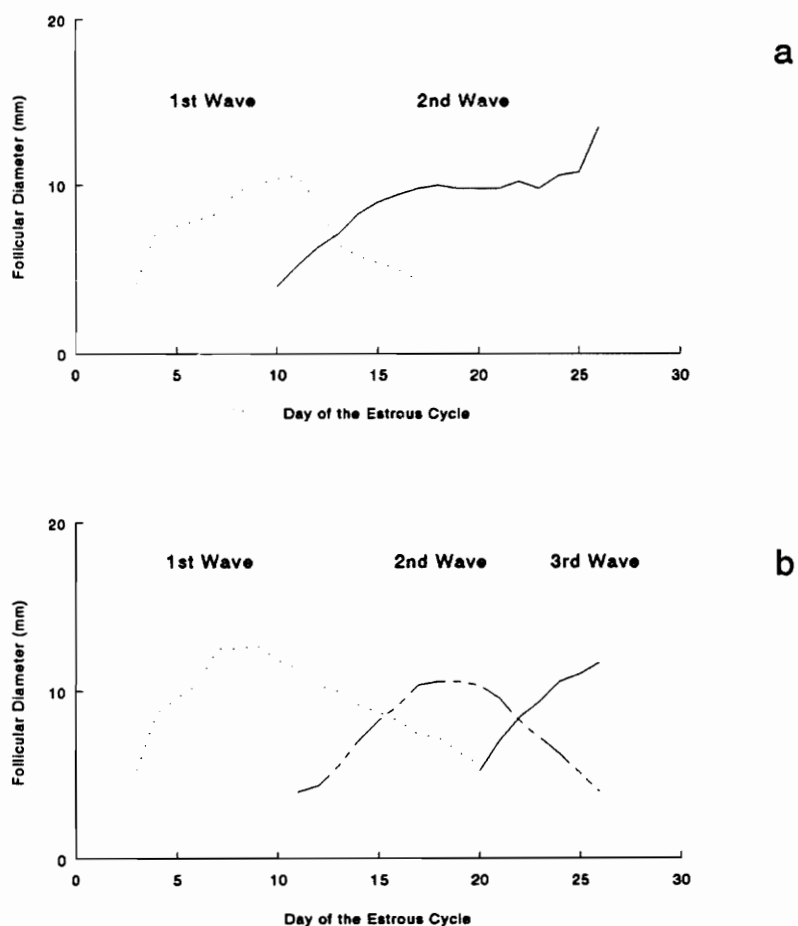 a
20
1st Wave 2nd Wave
Follicular Diameter (mm)
10
0
0 5 10 15 20 25 30
Day of the Estrous Cycle
b
20
1st Wave 2nd Wave 3rd Wave
Follicular Diameter (mm)
10
0
0 5 10 15 20 25 30
Day of the Estrous Cycle